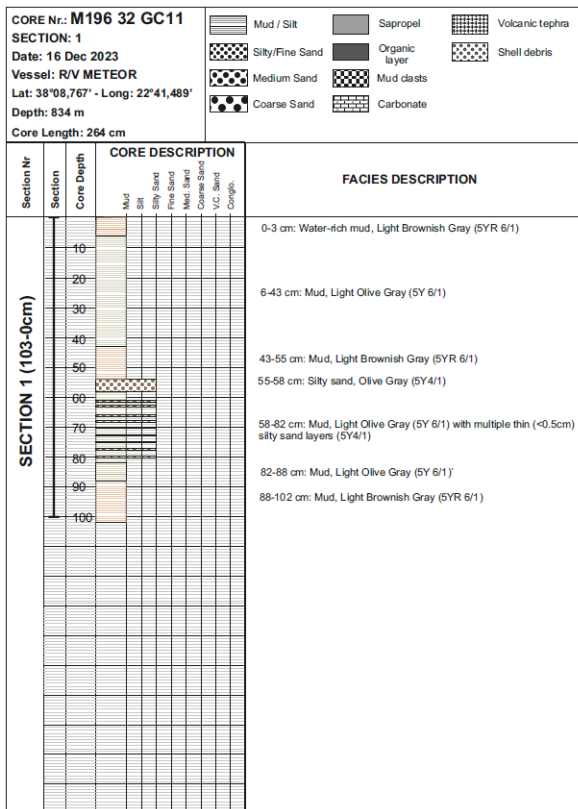 CORE Nr.: M196 32 GC11
SECTION: 1
Date: 16 Dec 2023
Vessel: R/V METEOR
Lat: 38°08,767' - Long: 22°41,489'
Depth: 834 m
Core Length: 264 cm
Mud / Silt
Silty/Fine Sand
Medium Sand
Coarse Sand
Sapropel
Organic
layer
Mud clasts
Carbonate
Volcanic tephra
Shell debris
Section Nr
Section
Core Depth
CORE DESCRIPTION
Mud
Silt
Silty Sand
Fine Sand
Med. Sand
Coarse Sand
V.C. Sand
Conglo.
FACIES DESCRIPTION
SECTION 1 (103-0cm)
10
20
30
40
50
60
70
80
90
100
0-3 cm: Water-rich mud, Light Brownish Gray (5YR 6/1)
6-43 cm: Mud, Light Olive Gray (5Y 6/1)
43-55 cm: Mud, Light Brownish Gray (5YR 6/1)
55-58 cm: Silty sand, Olive Gray (5Y4/1)
58-82 cm: Mud, Light Olive Gray (5Y 6/1) with multiple thin (<0.5cm)
silty sand layers (5Y4/1)
82-88 cm: Mud, Light Olive Gray (5Y 6/1)`
88-102 cm: Mud, Light Brownish Gray (5YR 6/1)